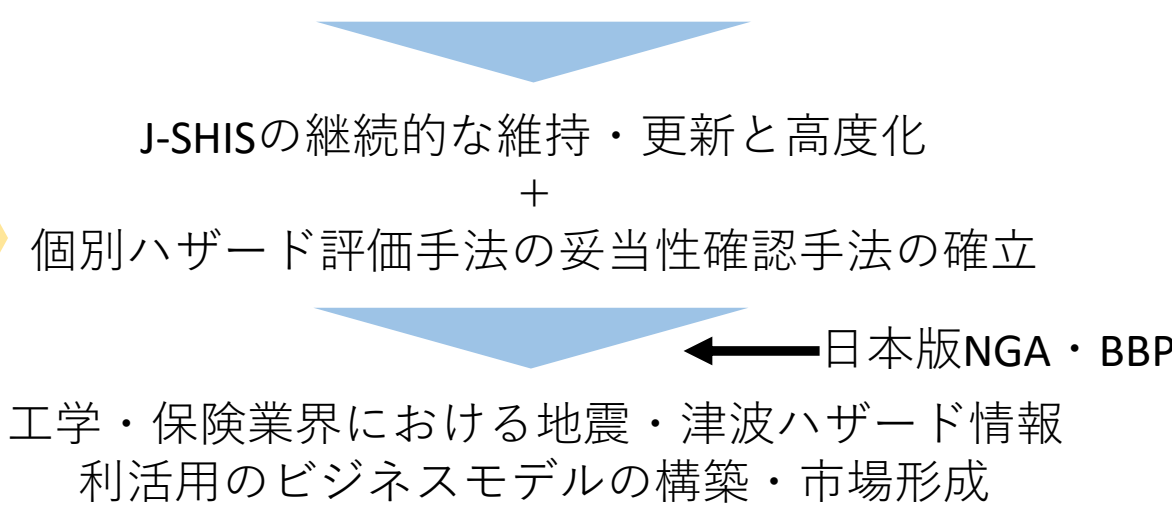 J-SHISの継続的な維持・更新と高度化
+
個別ハザード評価手法の妥当性確認手法の確立
日本版NGA・BBP
工学・保険業界における地震・津波ハザード情報
利活用のビジネスモデルの構築・市場形成